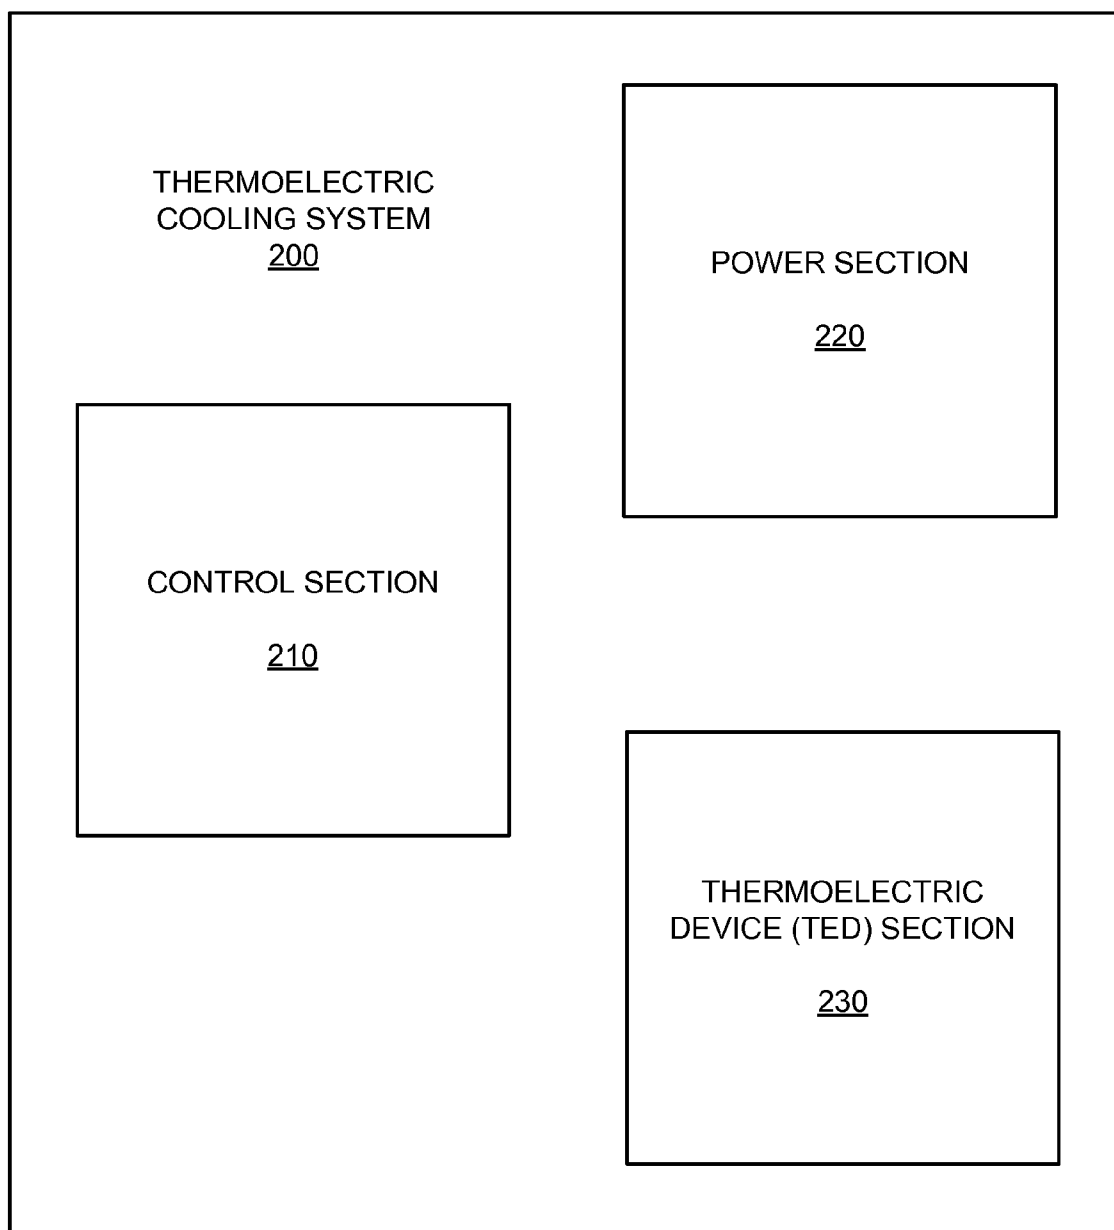 THERMOELECTRIC
COOLING SYSTEM
200
POWER SECTION
220
CONTROL SECTION
210
THERMOELECTRIC
DEVICE (TED) SECTION
230